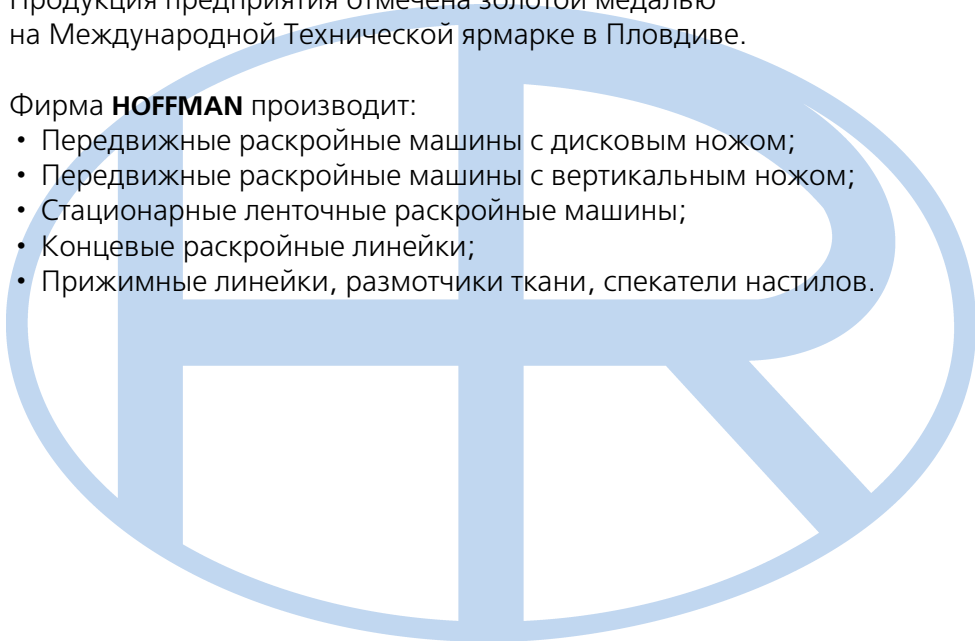 Продукция предприятия отмечена золотой медалью
на Международной Технической ярмарке в Пловдиве.
Фирма HOFFMAN производит:
• Передвижные раскройные машины с дисковым ножом;
• Передвижные раскройные машины с вертикальным ножом;
• Стационарные ленточные раскройные машины;
• Концевые раскройные линейки;
• Прижимные линейки, размотчики ткани, спекатели настилов.
HR